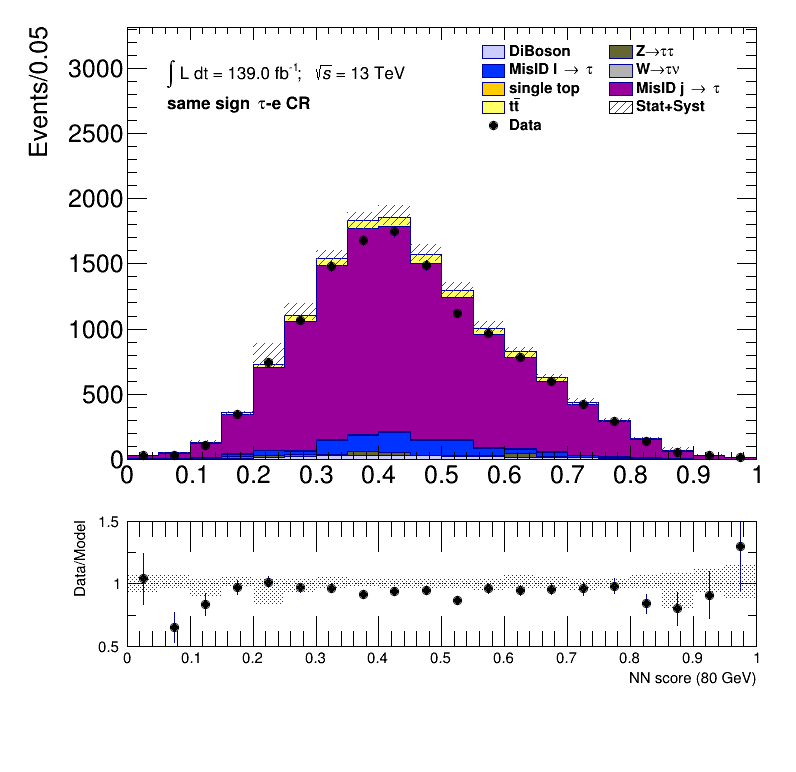 Events/0.05
3000
2500
2000
1500
1000
500
0
∫ L dt = 139.0 fb⁻¹; √s = 13 TeV
same sign τ-e CR
DiBoson
MisID l → τ
single top
tt̄
Data
Z→ττ
W→τν
MisID j → τ
Stat+Syst
0 0.1 0.2 0.3 0.4 0.5 0.6 0.7 0.8 0.9 1
Data/Model
1.5
1
0.5
0 0.1 0.2 0.3 0.4 0.5 0.6 0.7 0.8 0.9 1
NN score (80 GeV)